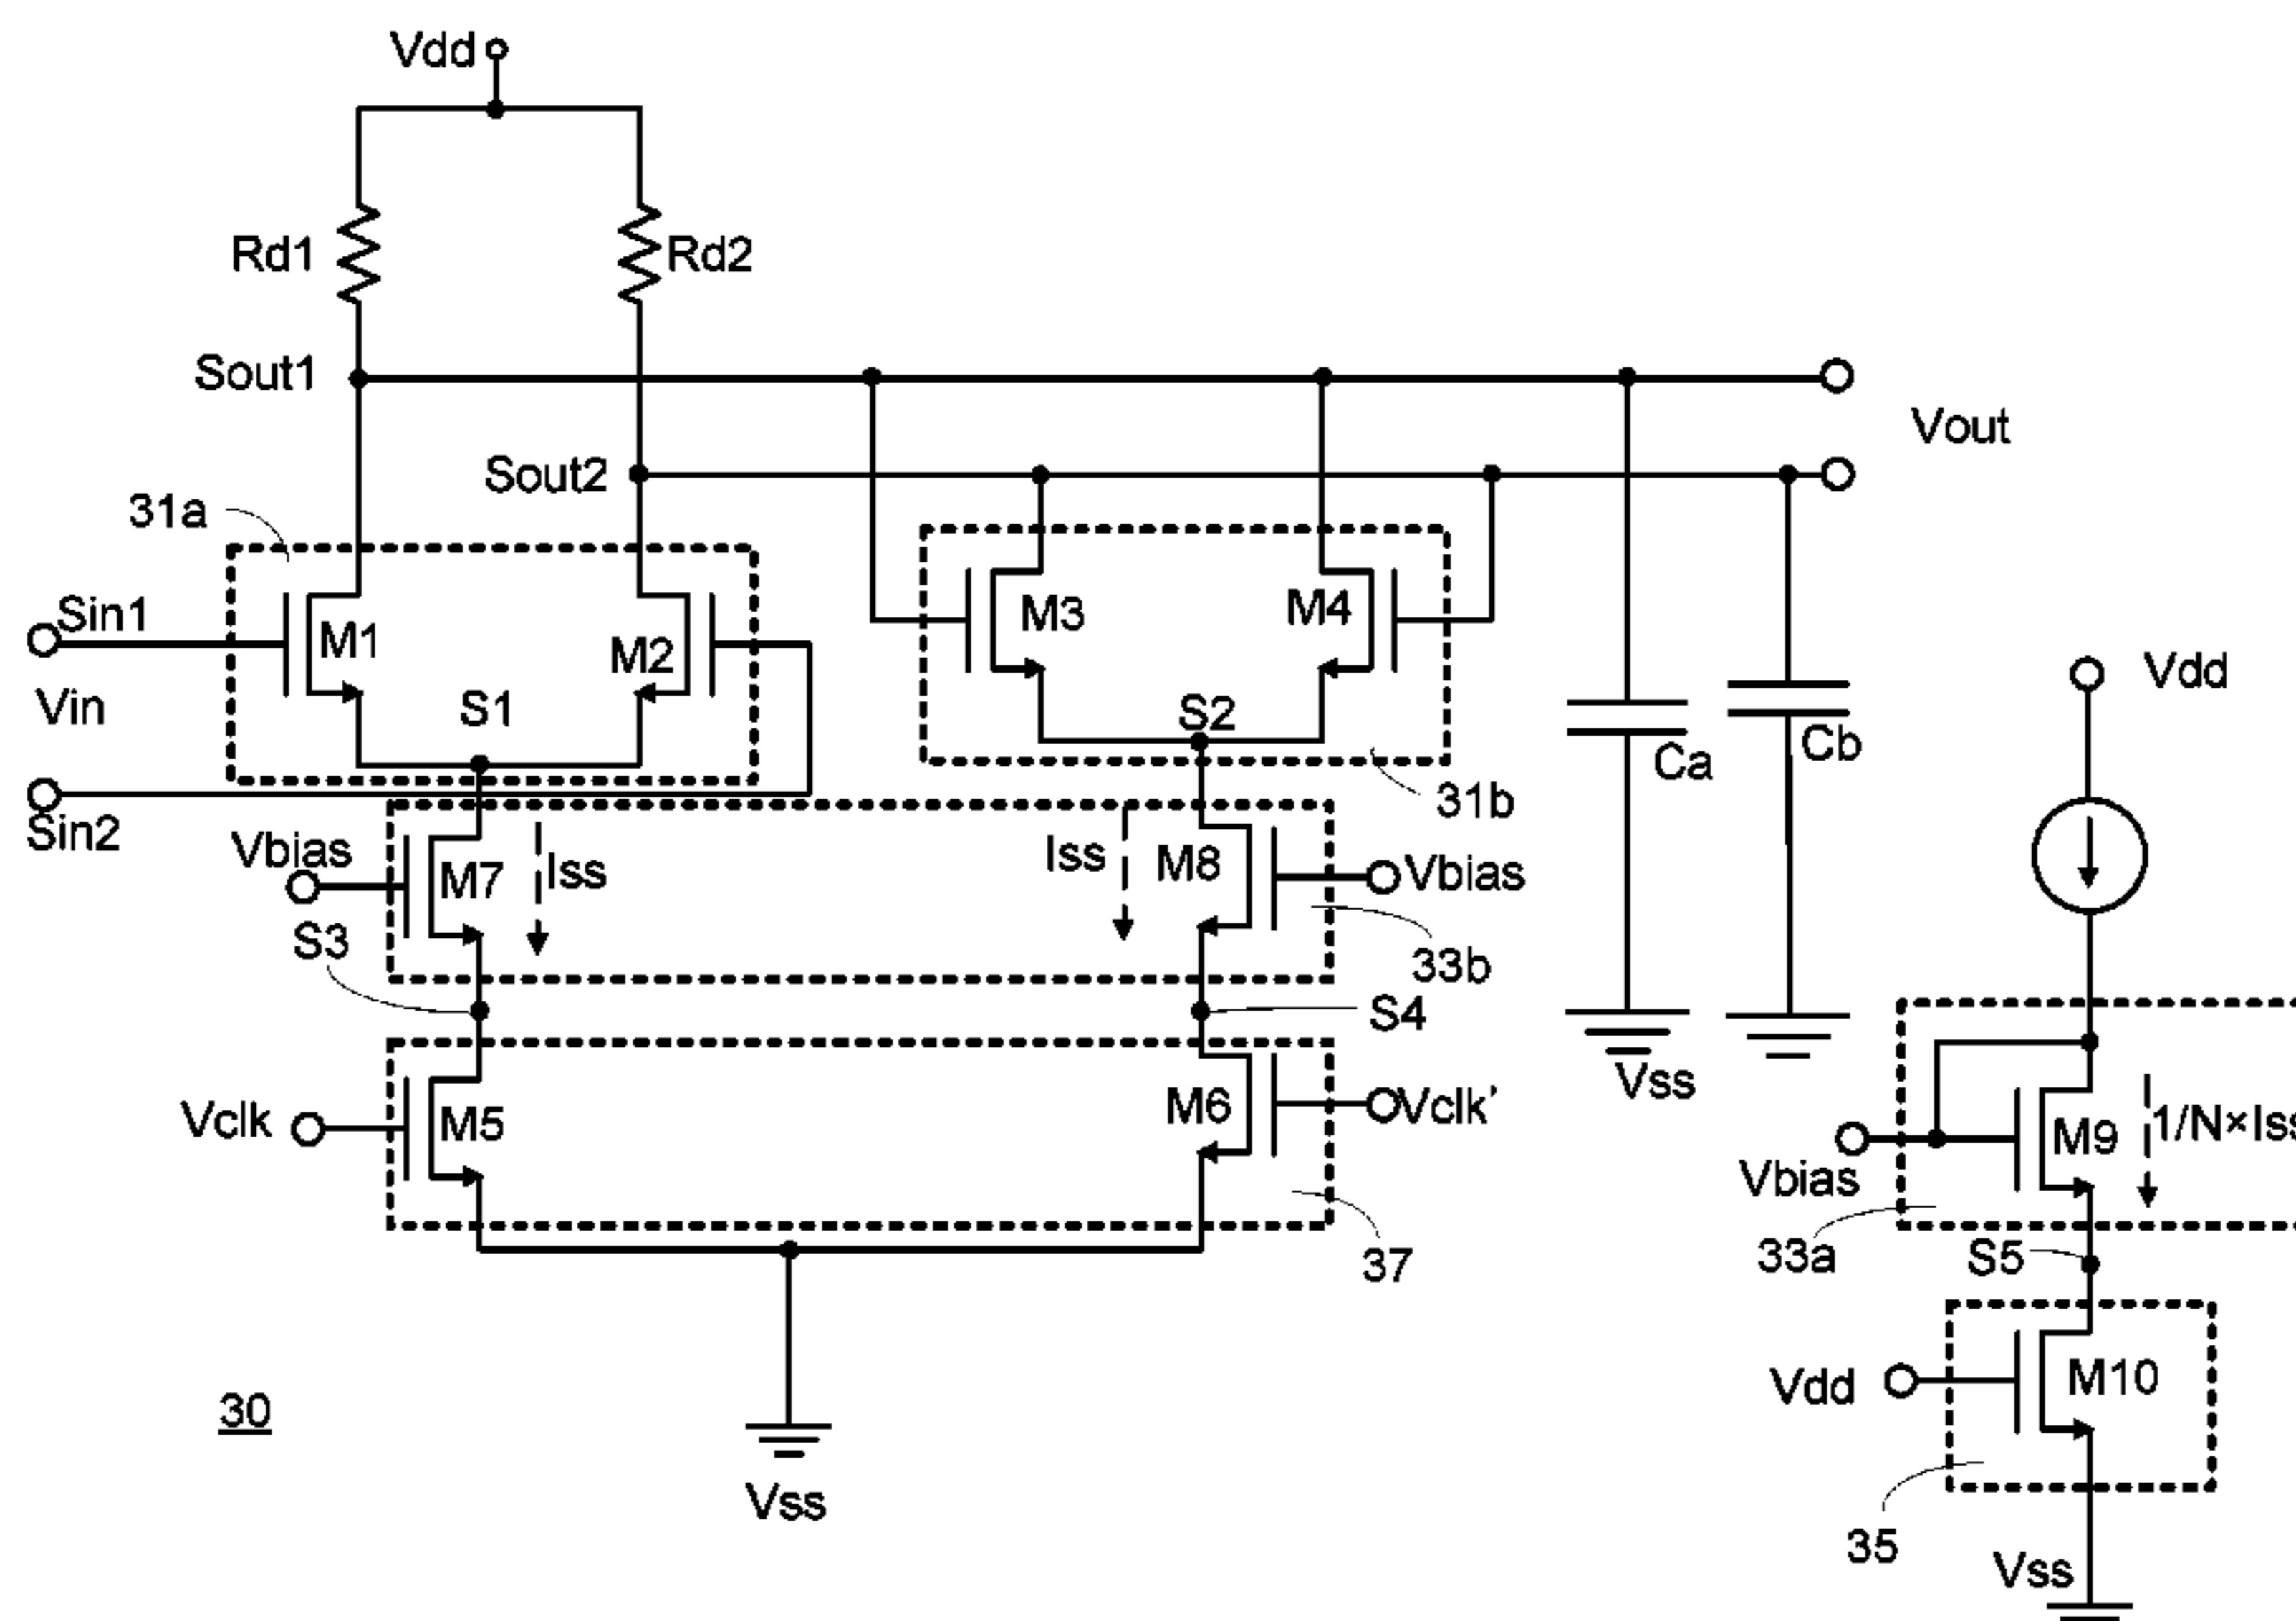 Vdd
Rd1
Rd2
Sout1
Vout
Sout2
31a
Sin1
M1
M2
M3
M4
Vin
S1
S2
Vdd
Ca
Cb
31b
Sin2
Vbias
M7
Iss
Iss
M8
Vbias
S3
33b
S4
Vss
Vclk
M5
M6
Vclk’
M9
1/N×Iss
Vbias
33a
S5
37
Vdd
M10
30
Vss
35
Vss